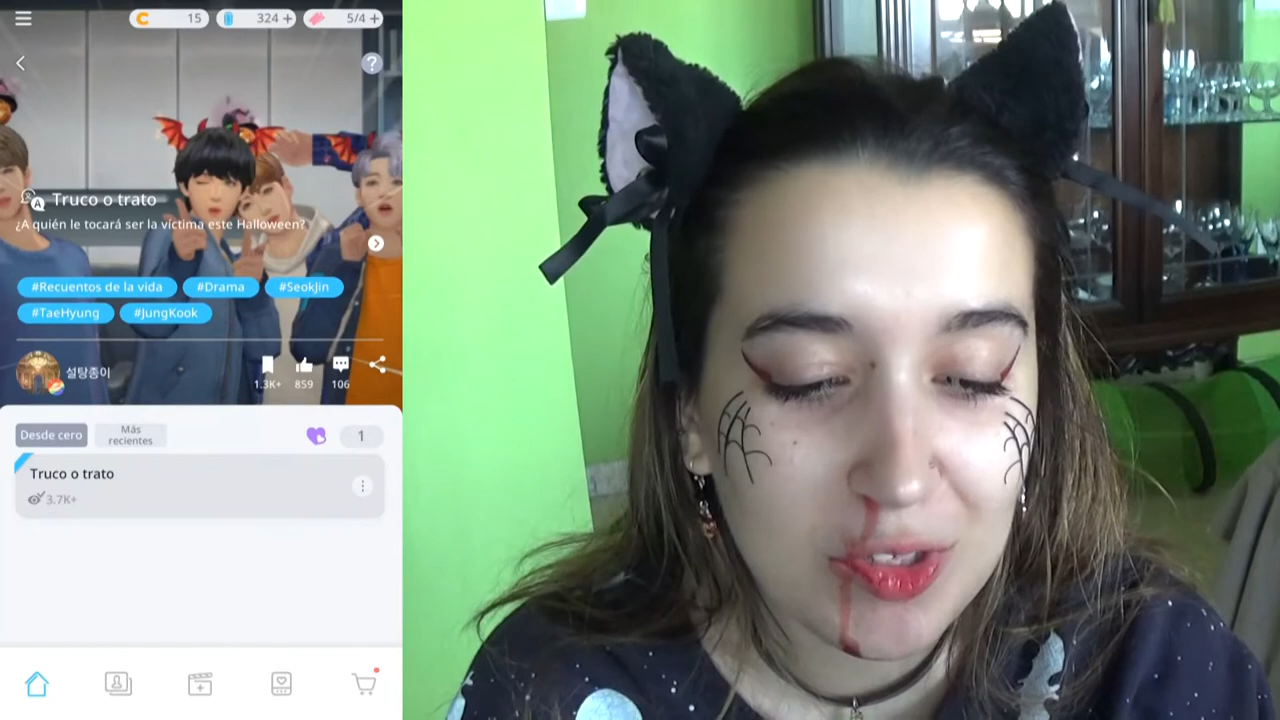 15
324 +
5/4 +
?
A
Truco o trato
¿A quién le tocará ser la víctima este Halloween?
#Recuentos de la vida
#Drama
#SeokJin
#TaeHyung
#JungKook
설탕종이
1.3K+
859
106
Desde cero
Más
recientes
1
Truco o trato
3.7K+